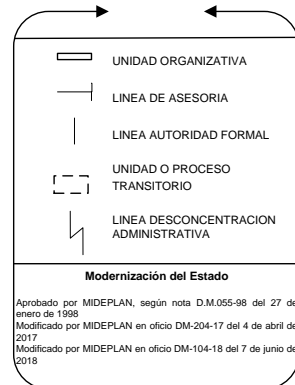 UNIDAD ORGANIZATIVA
LINEA DE ASESORIA
LINEA AUTORIDAD FORMAL
UNIDAD O PROCESO
TRANSITORIO
LINEA DESCONCENTRACION
ADMINISTRATIVA
Modernización del Estado
Aprobado por MIDEPLAN, según nota D.M.055-98 del 27 de
enero de 1998
Modificado por MIDEPLAN en oficio DM-204-17 del 4 de abril de
2017
Modificado por MIDEPLAN en oficio DM-104-18 del 7 de junio de
2018